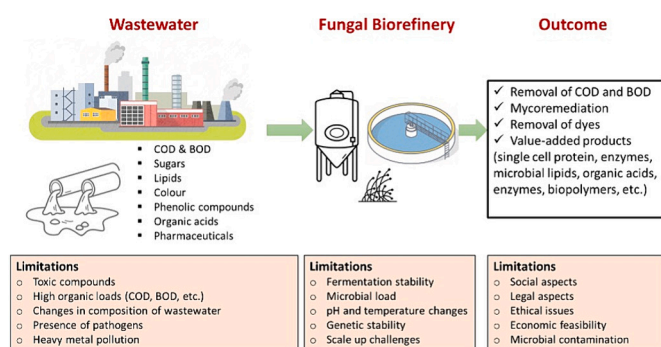 Wastewater
COD & BOD
Sugars
Lipids
Colour
Phenolic compounds
Organic acids
Pharmaceuticals
Limitations
Toxic compounds
High organic loads (COD, BOD, etc.)
Changes in composition of wastewater
Presence of pathogens
Heavy metal pollution
Fungal Biorefinery
Limitations
Fermentation stability
Microbial load
pH and temperature changes
Genetic stability
Scale up challenges
Outcome
Removal of COD and BOD
Mycoremediation
Removal of dyes
Value-added products
(single cell protein, enzymes,
microbial lipids, organic acids,
enzymes, biopolymers, etc.)
Limitations
Social aspects
Legal aspects
Ethical issues
Economic feasibility
Microbial contamination